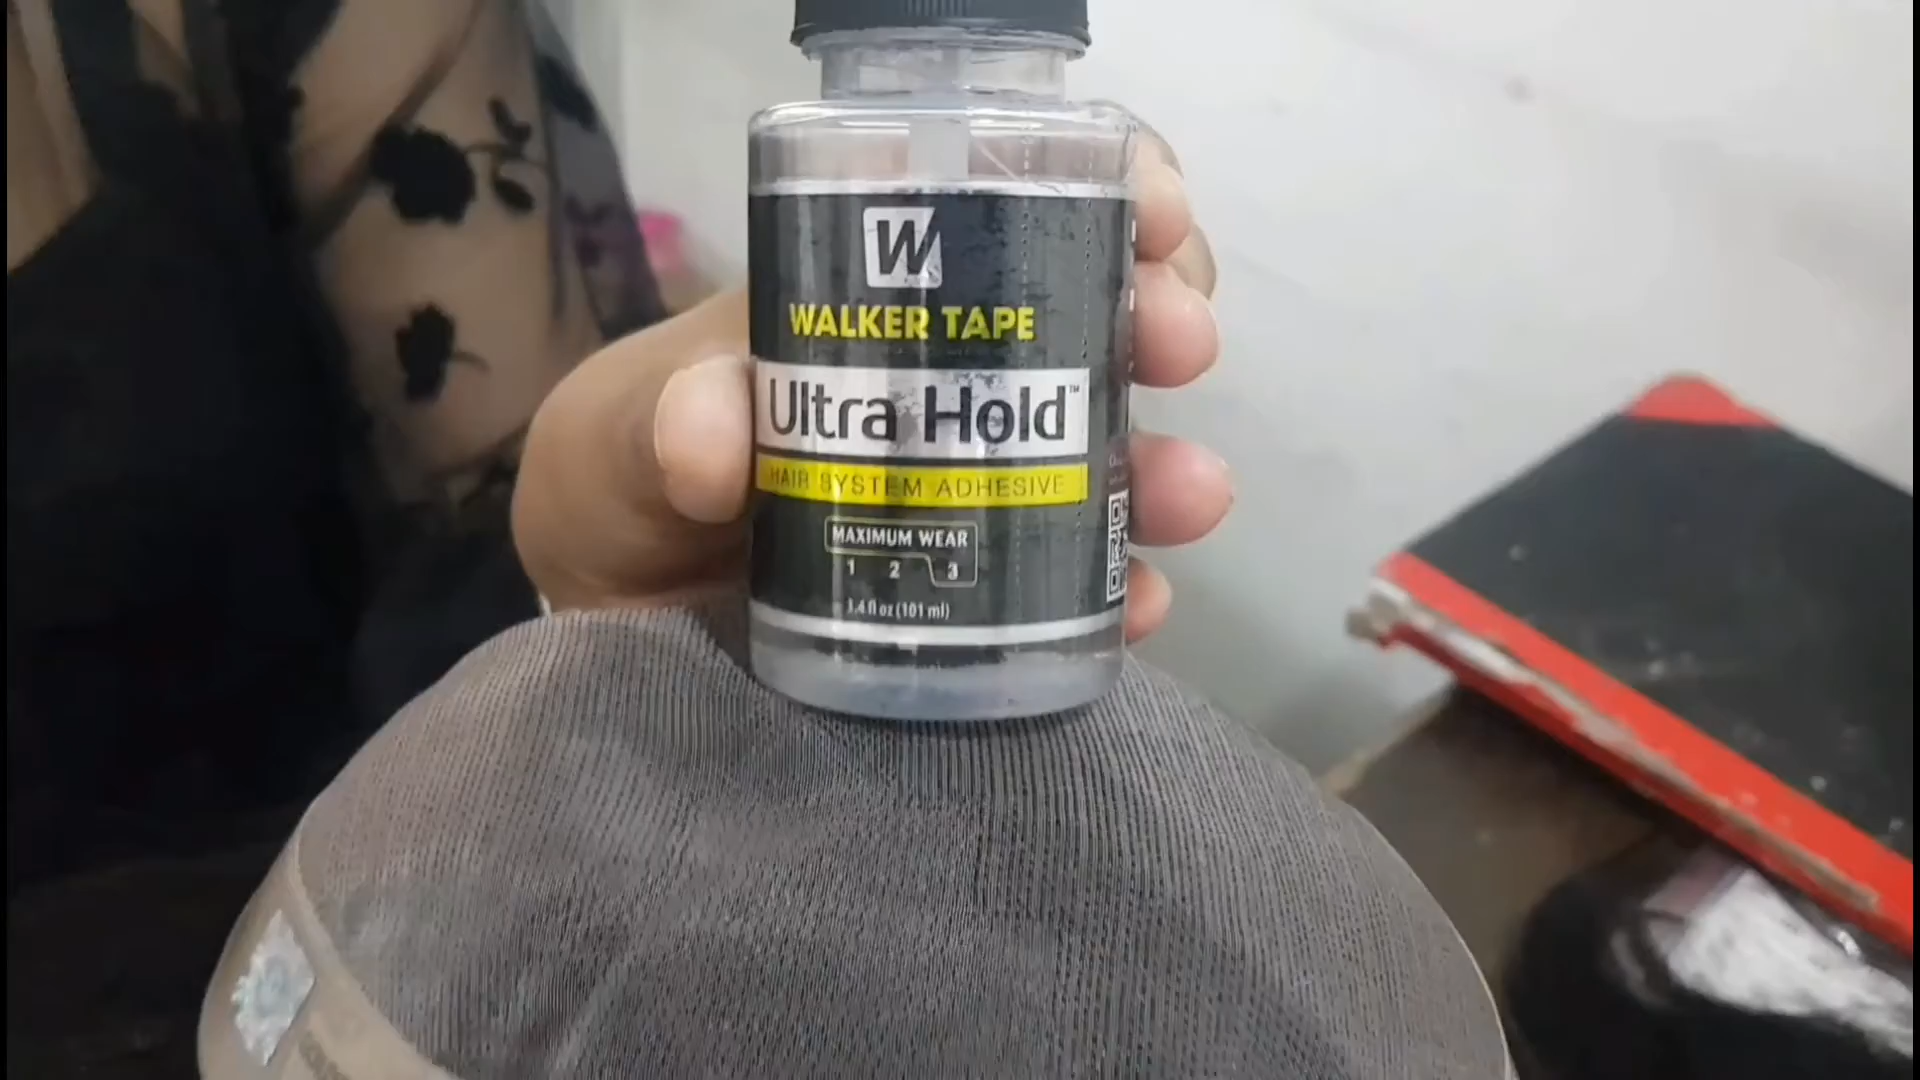 W
WALKER TAPE
Ultra Hold™
HAIR SYSTEM ADHESIVE
MAXIMUM WEAR
1 2 3
3.4 fl oz (101 ml)